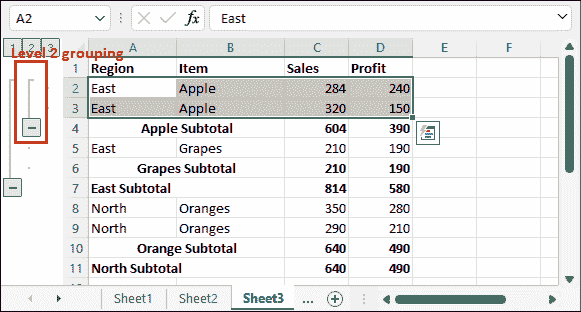 A2 East
1 2 3
Level 2 grouping
A B C D E F
1 Region Item Sales Profit
2 East Apple 284 240
3 East Apple 320 150
4 Apple Subtotal 604 390
5 East Grapes 210 190
6 Grapes Subtotal 210 190
7 East Subtotal 814 580
8 North Oranges 350 280
9 North Oranges 290 210
10 Orange Subtotal 640 490
11 North Subtotal 640 490
Sheet1 Sheet2 Sheet3 ...